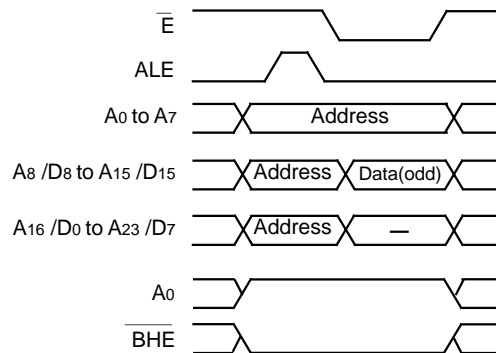 E
ALE
A0 to A7 Address
A8 /D8 to A15 /D15 Address Data(odd)
A16 /D0 to A23 /D7 Address –
A0
BHE